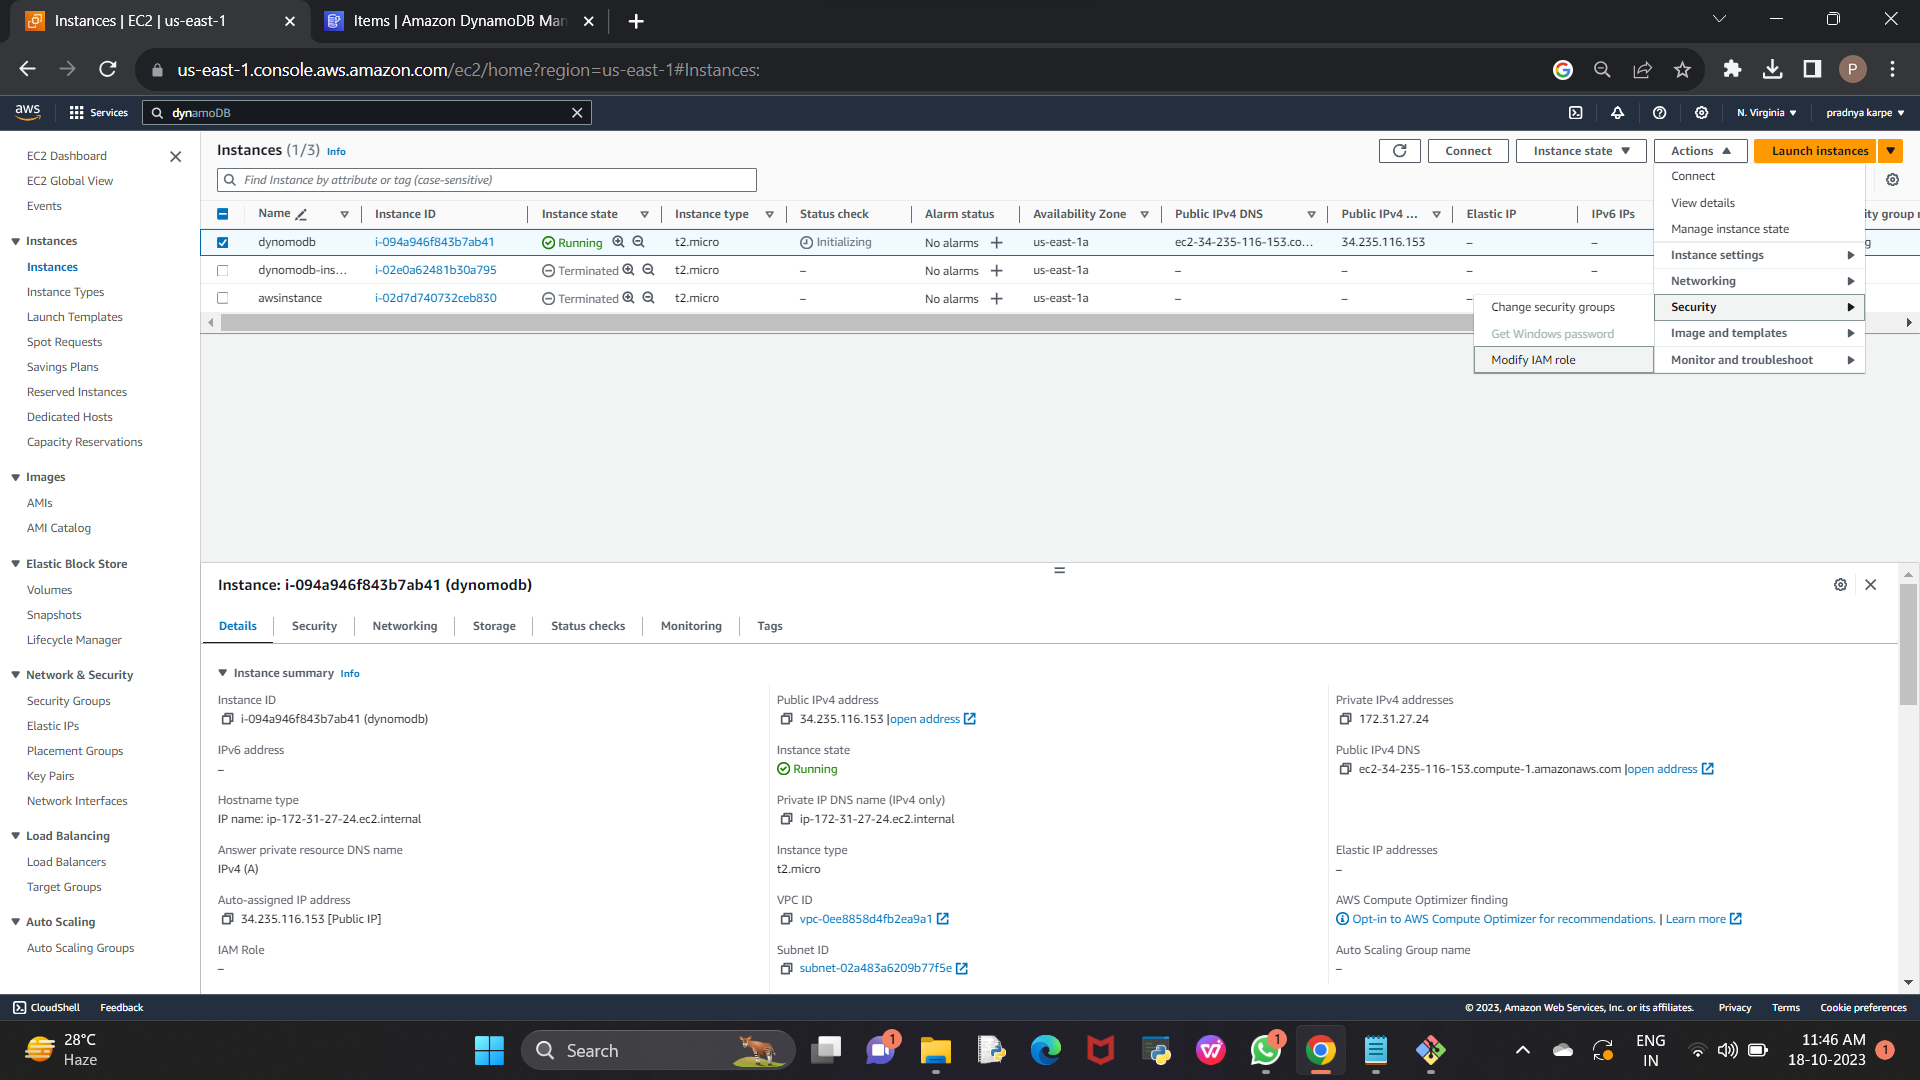 Instances | EC2 | us-east-1
Items | Amazon DynamoDB Man
us-east-1.console.aws.amazon.com/ec2/home?region=us-east-1#Instances:
P
aws
Services
dynamoDB
N. Virginia
pradnya karpe
EC2 Dashboard
EC2 Global View
Events
Instances
Instances
Instance Types
Launch Templates
Spot Requests
Savings Plans
Reserved Instances
Dedicated Hosts
Capacity Reservations
Images
AMIs
AMI Catalog
Elastic Block Store
Volumes
Snapshots
Lifecycle Manager
Network & Security
Security Groups
Elastic IPs
Placement Groups
Key Pairs
Network Interfaces
Load Balancing
Load Balancers
Target Groups
Auto Scaling
Auto Scaling Groups
Instances (1/3) Info
Connect
Instance state
Actions
Launch instances
Find Instance by attribute or tag (case-sensitive)
Name Instance ID Instance state Instance type Status check Alarm status Availability Zone Public IPv4 DNS Public IPv4 ... Elastic IP IPv6 IPs ity group n
dynomodb i-094a946f843b7ab41 Running t2.micro Initializing No alarms + us-east-1a ec2-34-235-116-153.co... 34.235.116.153 – – g
dynomodb-ins... i-02e0a62481b30a795 Terminated t2.micro – No alarms + us-east-1a – – – –
awsinstance i-02d7d740732ceb830 Terminated t2.micro – No alarms + us-east-1a – – –
Connect
View details
Manage instance state
Instance settings
Networking
Security
Image and templates
Monitor and troubleshoot
Change security groups
Get Windows password
Modify IAM role
Instance: i-094a946f843b7ab41 (dynomodb)
Details Security Networking Storage Status checks Monitoring Tags
Instance summary Info
Instance ID
i-094a946f843b7ab41 (dynomodb)
Public IPv4 address
34.235.116.153 |open address
Private IPv4 addresses
172.31.27.24
IPv6 address
–
Instance state
Running
Public IPv4 DNS
ec2-34-235-116-153.compute-1.amazonaws.com |open address
Hostname type
IP name: ip-172-31-27-24.ec2.internal
Private IP DNS name (IPv4 only)
ip-172-31-27-24.ec2.internal
Answer private resource DNS name
IPv4 (A)
Instance type
t2.micro
Elastic IP addresses
–
Auto-assigned IP address
34.235.116.153 [Public IP]
VPC ID
vpc-0ee8858d4fb2ea9a1
AWS Compute Optimizer finding
Opt-in to AWS Compute Optimizer for recommendations. | Learn more
IAM Role
–
Subnet ID
subnet-02a483a6209b77f5e
Auto Scaling Group name
–
CloudShell
Feedback
© 2023, Amazon Web Services, Inc. or its affiliates.
Privacy
Terms
Cookie preferences
28°C
Haze
Search
1
1
ENG
IN
11:46 AM
18-10-2023
1